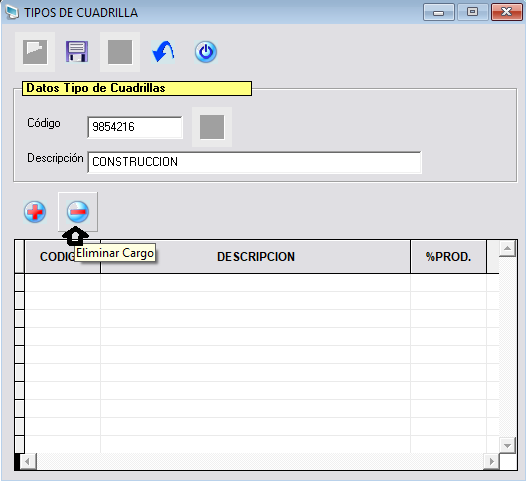 TIPOS DE CUADRILLA
Datos Tipo de Cuadrillas
Código
9854216
Descripción
CONSTRUCCION
Eliminar Cargo
CODIG
DESCRIPCION
%PROD.